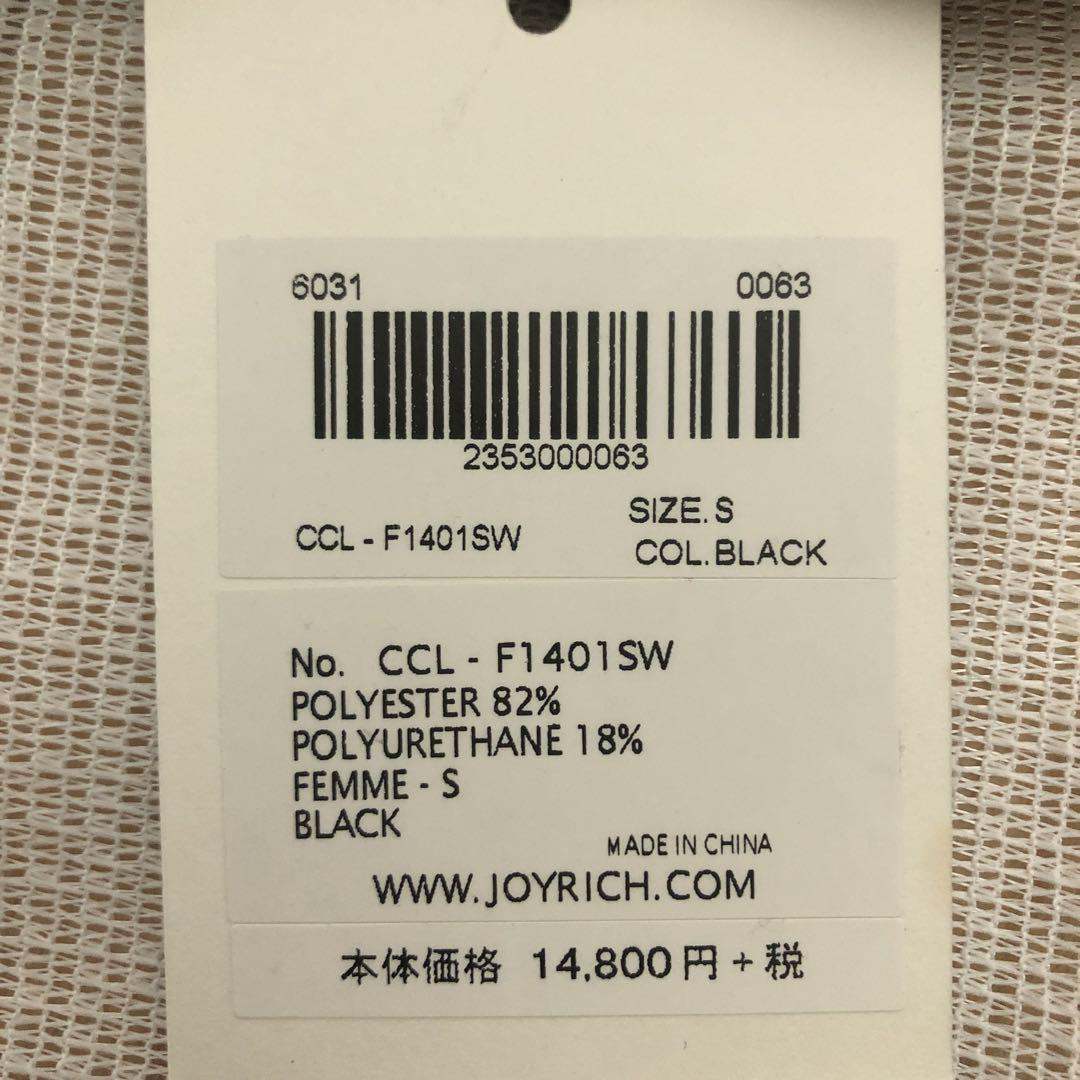 6031 0063
2353000063
SIZE. S
CCL - F1401SW
COL. BLACK
No. CCL - F1401SW
POLYESTER 82%
POLYURETHANE 18%
FEMME - S
BLACK
MADE IN CHINA
WWW.JOYRICH.COM
本体価格 14,800円 + 税